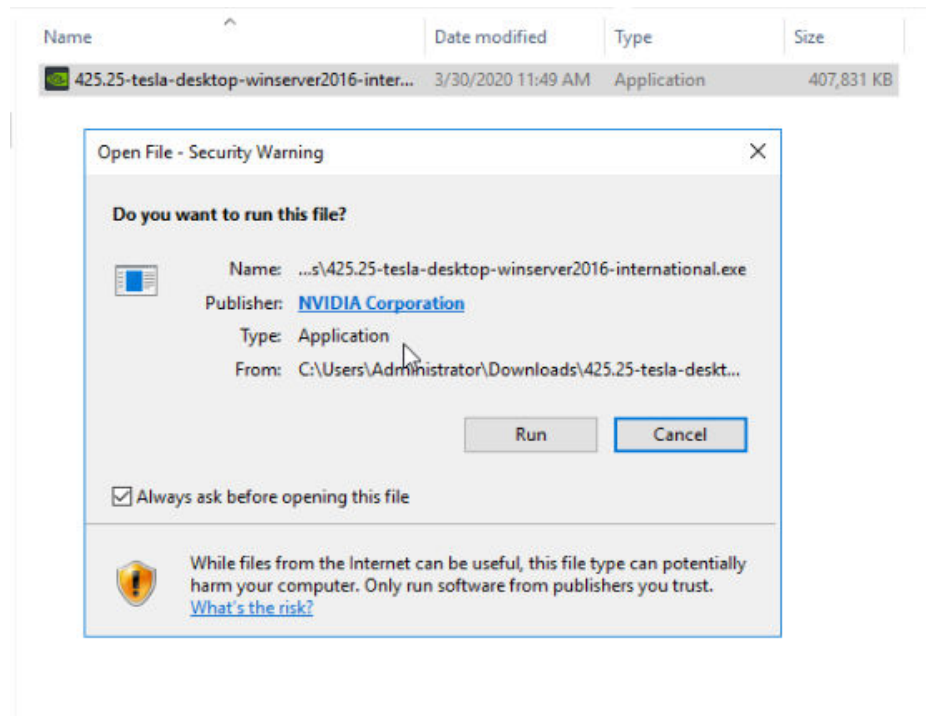 Name Date modified Type Size
425.25-tesla-desktop-winserver2016-inter... 3/30/2020 11:49 AM Application 407,831 KB
Open File - Security Warning
Do you want to run this file?
Name: ...s\425.25-tesla-desktop-winserver2016-international.exe
Publisher: NVIDIA Corporation
Type: Application
From: C:\Users\Administrator\Downloads\425.25-tesla-deskt...
Run Cancel
Always ask before opening this file
While files from the Internet can be useful, this file type can potentially
harm your computer. Only run software from publishers you trust.
What's the risk?